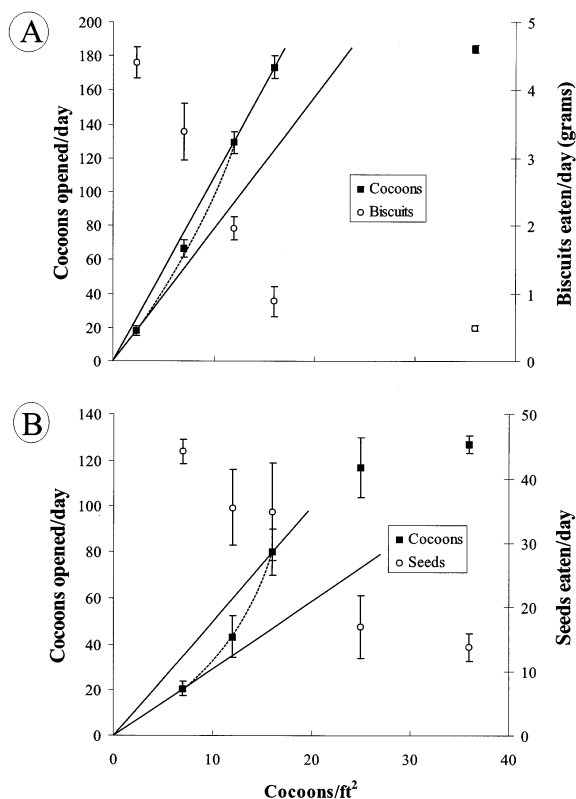 A
200
180
160
140
120
100
80
60
40
20
0
Cocoons opened/day
5
4
3
2
1
0
Biscuits eaten/day (grams)
Cocoons
Biscuits
B
140
120
100
80
60
40
20
0
Cocoons opened/day
50
40
30
20
10
0
Seeds eaten/day
Cocoons
Seeds
0 10 20 30 40
Cocoons/ft²